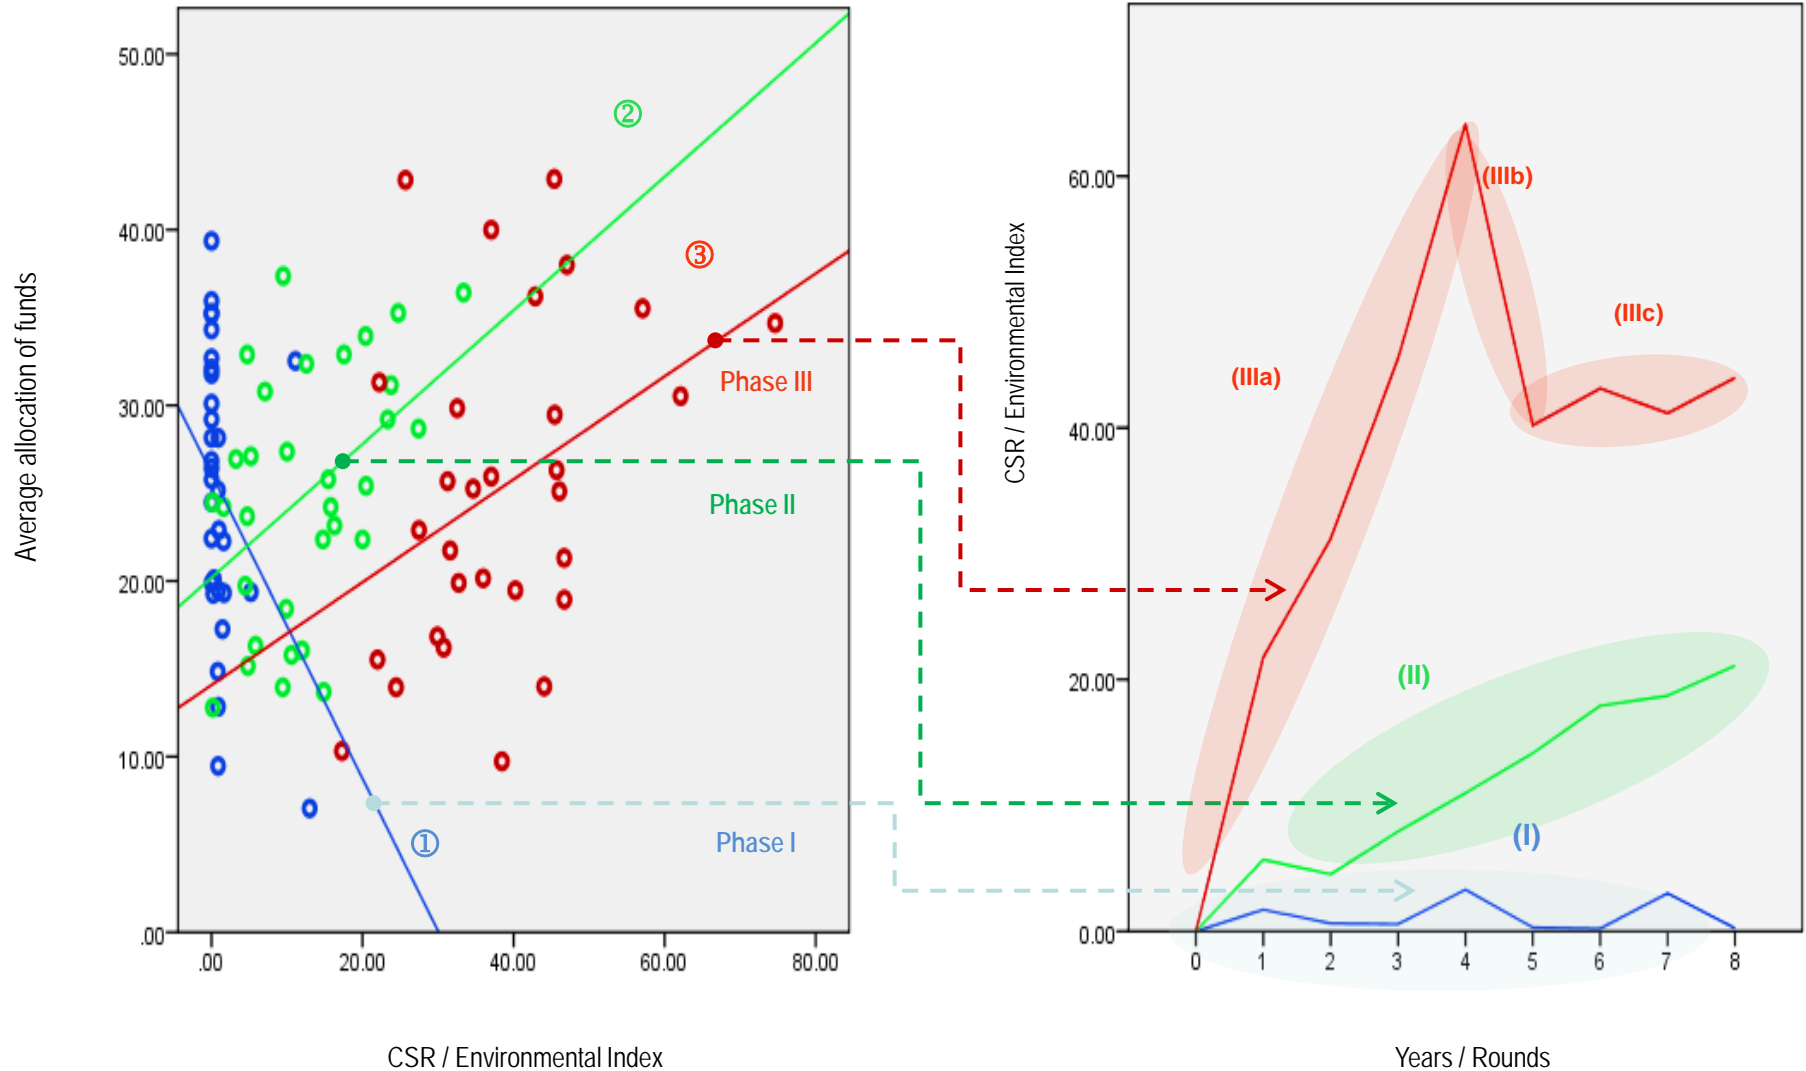 Average allocation of funds
50.00
40.00
30.00
20.00
10.00
.00
.00 20.00 40.00 60.00 80.00
CSR / Environmental Index
②
③
①
Phase III
Phase II
Phase I
CSR / Environmental Index
60.00
40.00
20.00
0.00
0 1 2 3 4 5 6 7 8
Years / Rounds
(IIIa)
(IIIb)
(IIIc)
(II)
(I)